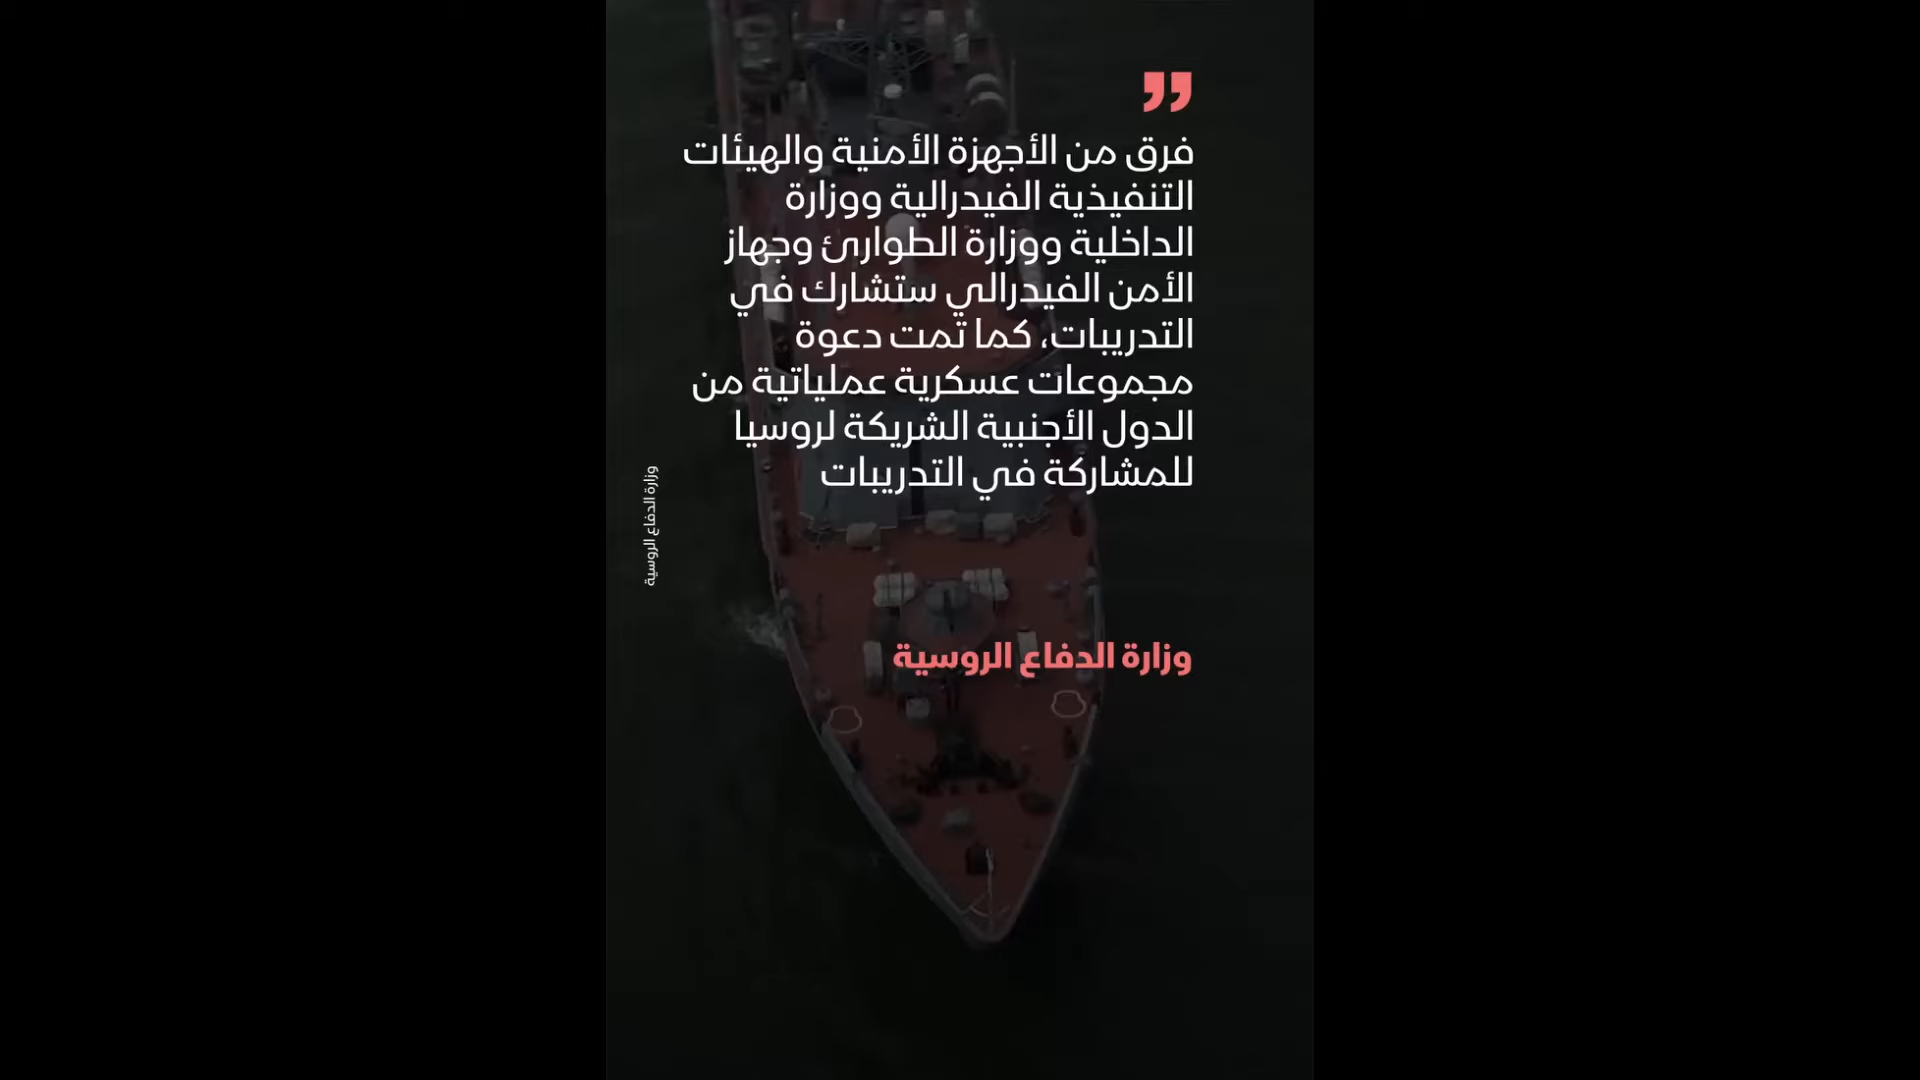 ”
فرق من الأجهزة الأمنية والهيئات
التنفيذية الفيدرالية ووزارة
الداخلية ووزارة الطوارئ وجهاز
الأمن الفيدرالي ستشارك في
التدريبات، كما تمت دعوة
مجموعات عسكرية عملياتية من
الدول الأجنبية الشريكة لروسيا
للمشاركة في التدريبات
وزارة الدفاع الروسية
وزارة الدفاع الروسية